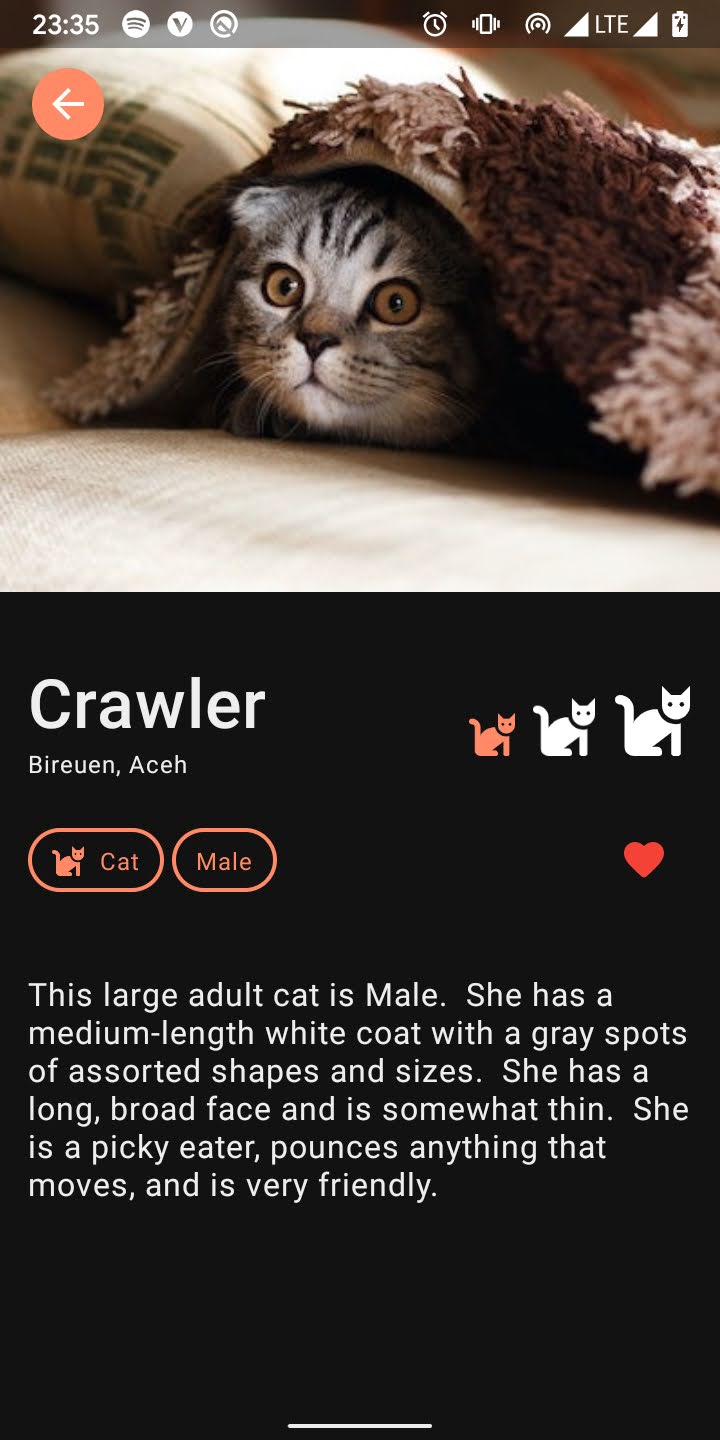 23:35 LTE
Crawler
Bireuen, Aceh
Cat Male
This large adult cat is Male.  She has a
medium-length white coat with a gray spots
of assorted shapes and sizes.  She has a
long, broad face and is somewhat thin.  She
is a picky eater, pounces anything that
moves, and is very friendly.